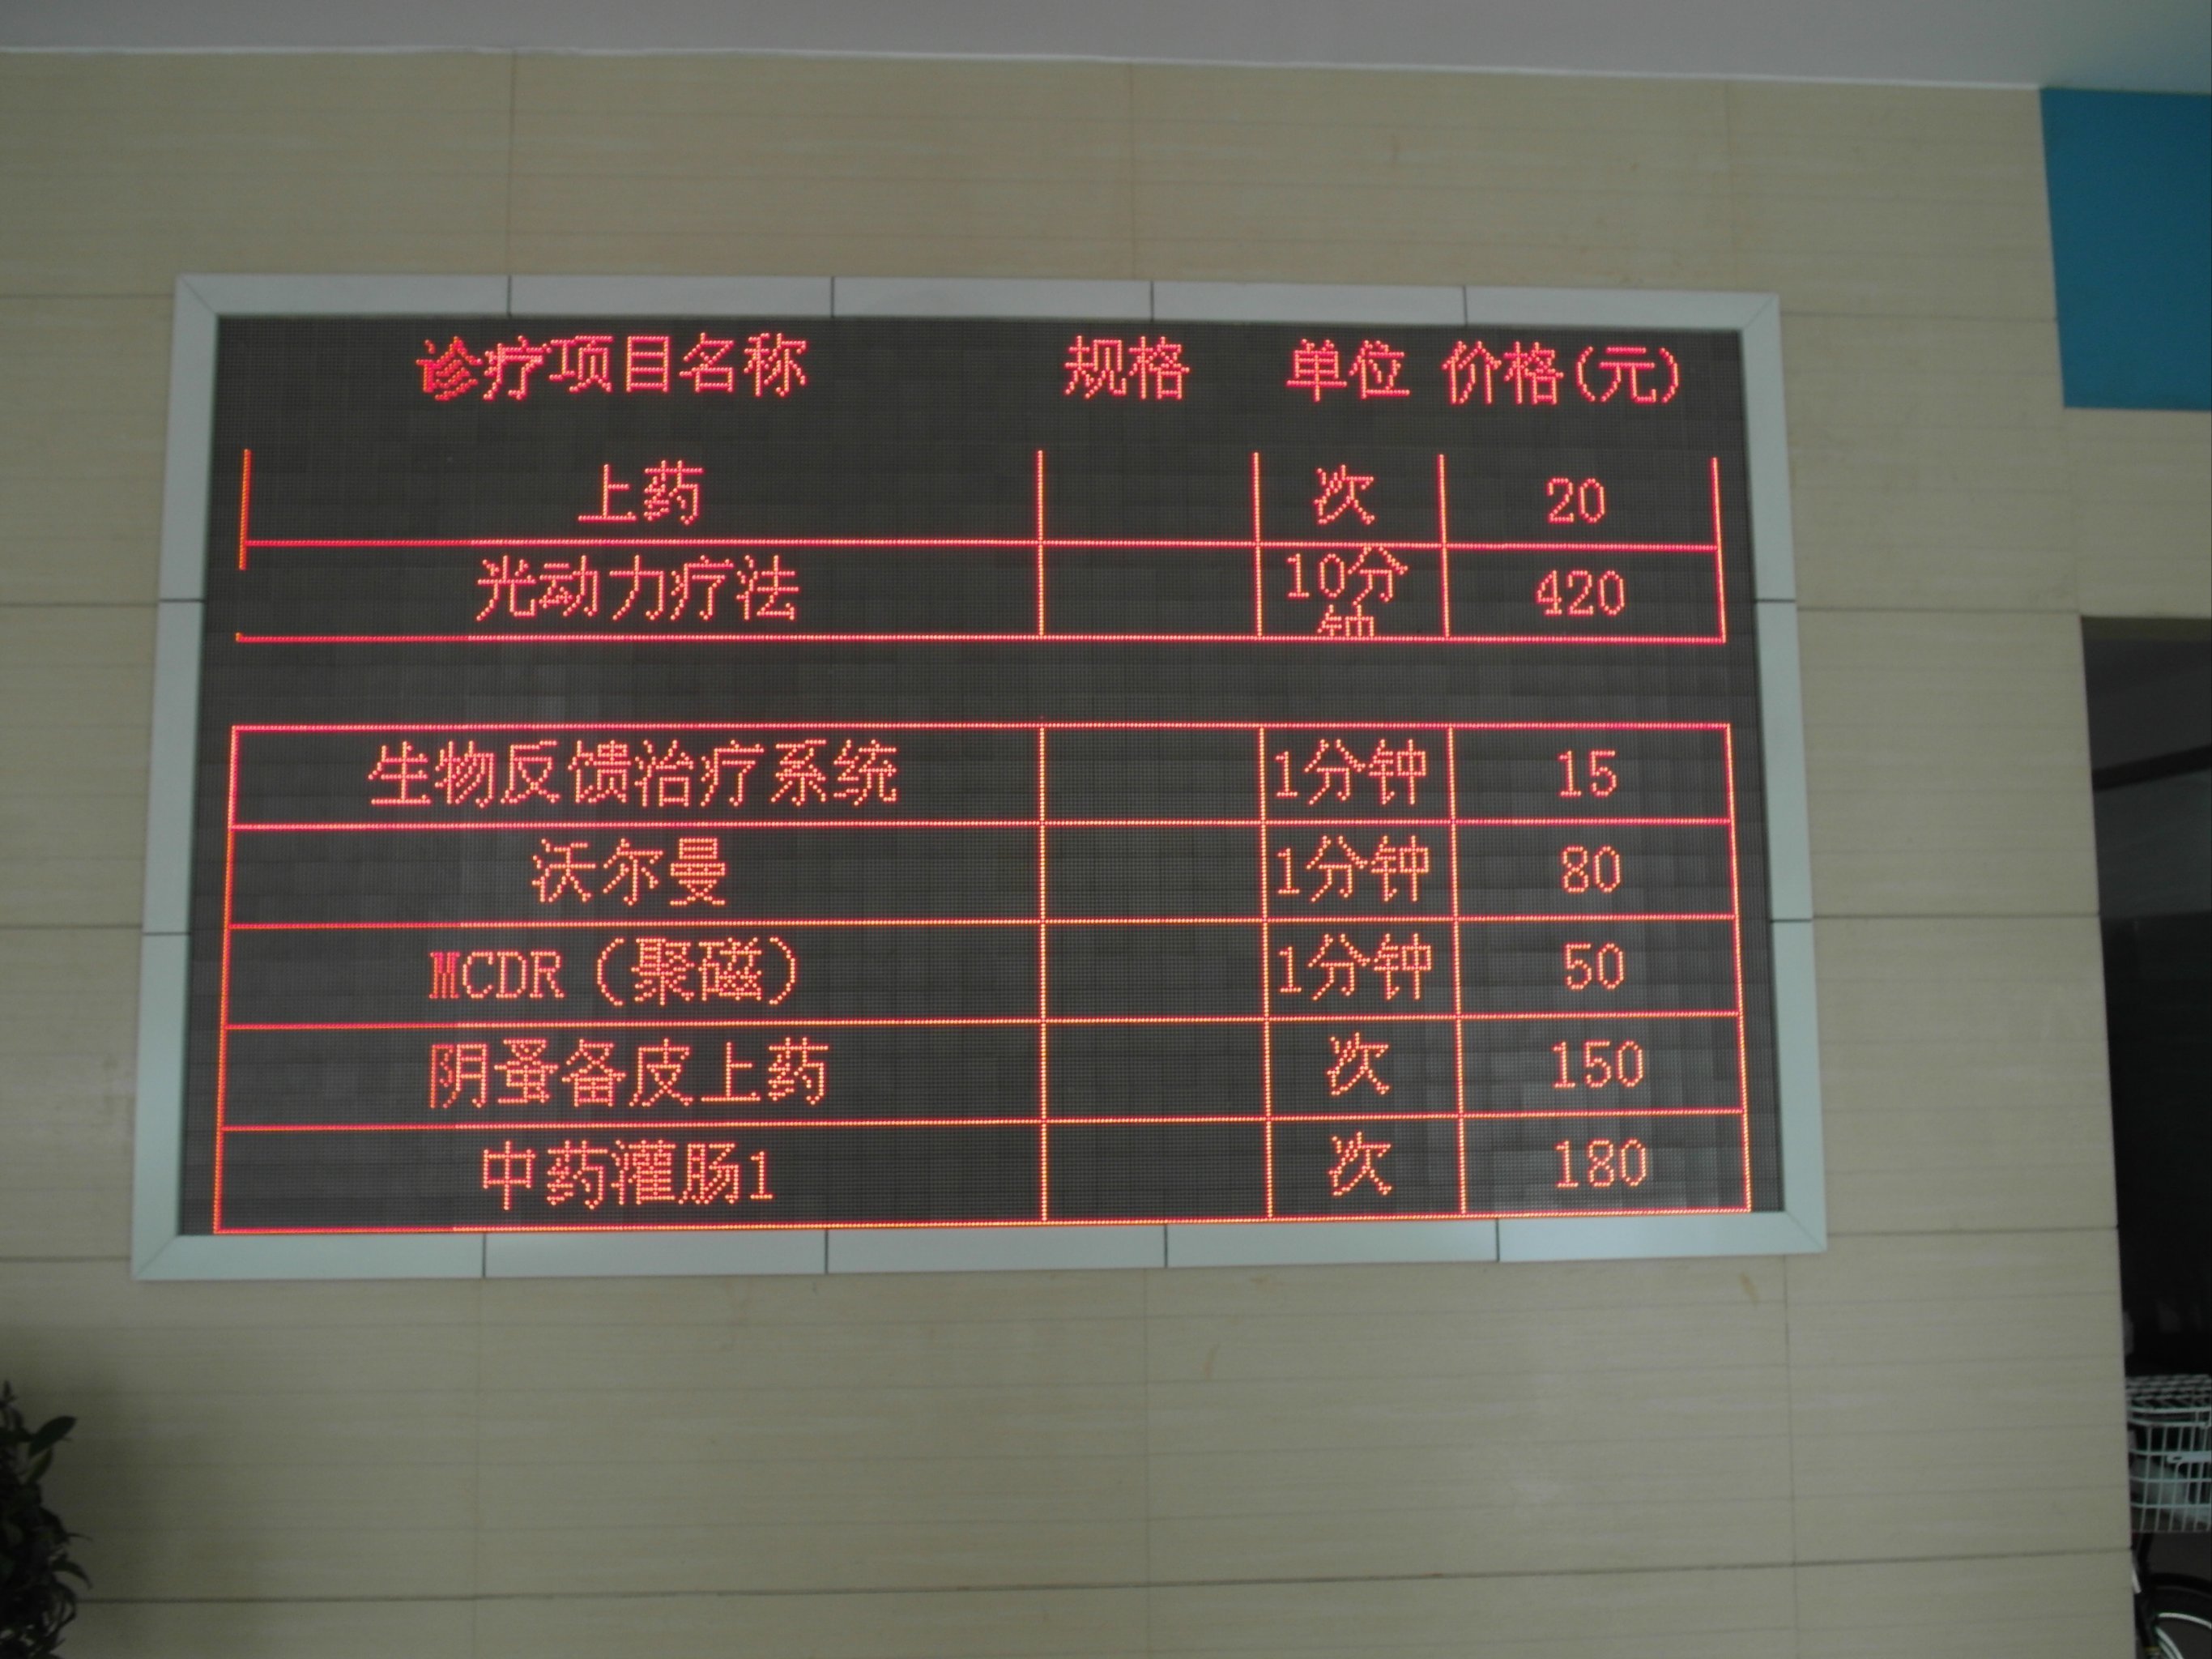 诊疗项目名称 规格 单位 价格(元)
上药 次 20
光动力疗法 10分钟 420
生物反馈治疗系统 1分钟 15
沃尔曼 1分钟 80
MCDR（聚磁） 1分钟 50
阴蚤备皮上药 次 150
中药灌肠1 次 180